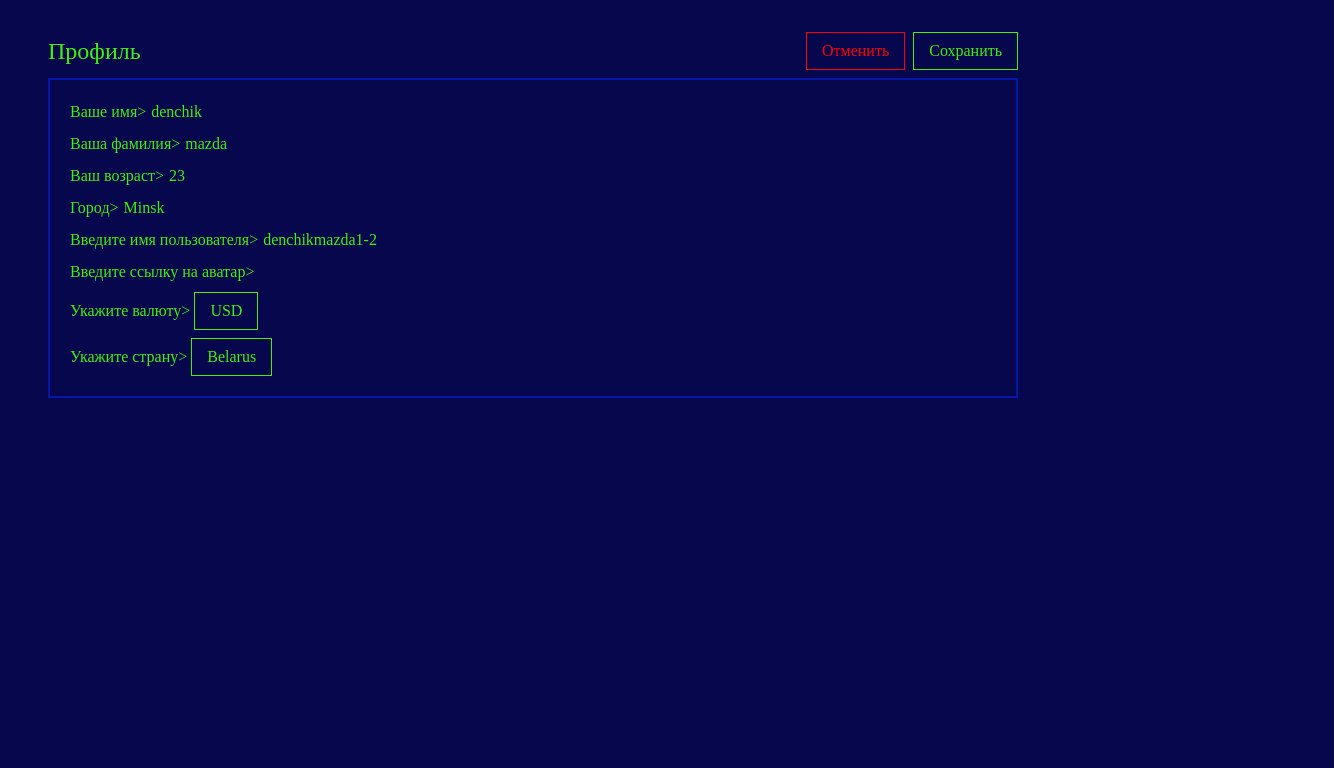 Профиль
Отменить
Сохранить
Ваше имя> denchik
Ваша фамилия> mazda
Ваш возраст> 23
Город> Minsk
Введите имя пользователя> denchikmazda1-2
Введите ссылку на аватар>
Укажите валюту> USD
Укажите страну> Belarus